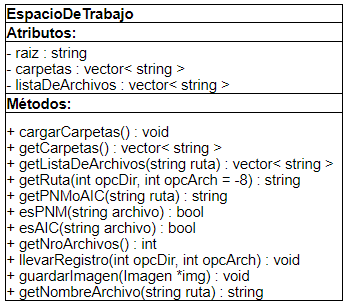 EspacioDeTrabajo
Atributos:
- raiz : string
- carpetas : vector< string >
- listaDeArchivos : vector< string >
Métodos:
+ cargarCarpetas() : void
+ getCarpetas() : vector< string >
+ getListaDeArchivos(string ruta) : vector< string >
+ getRuta(int opcDir, int opcArch = -8) : string
+ getPNMoAIC(string ruta) : string
+ esPNM(string archivo) : bool
+ esAIC(string archivo) : bool
+ getNroArchivos() : int
+ llevarRegistro(int opcDir, int opcArch) : void
+ guardarImagen(Imagen *img) : void
+ getNombreArchivo(string ruta) : string